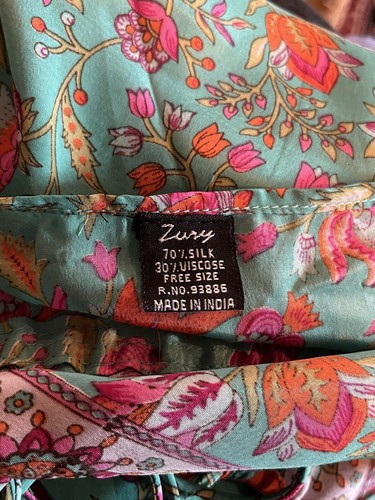 Zury
70% SILK
30% VISCOSE
FREE SIZE
R.NO.93886
MADE IN INDIA